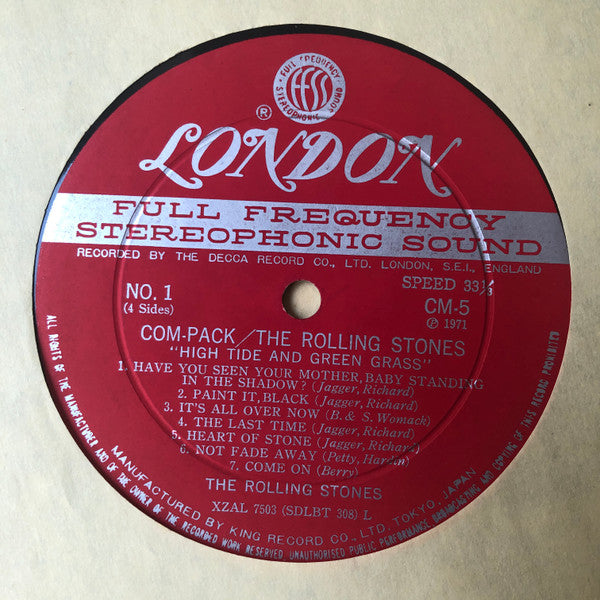 FULL FREQUENCY
ffss
STEREOPHONIC SOUND
®
LONDON
FULL FREQUENCY
STEREOPHONIC SOUND
RECORDED BY THE DECCA RECORD CO., LTD. LONDON, S.E.I., ENGLAND
NO. 1
(4 Sides)
SPEED 33⅓
CM-5
Ⓟ 1971
COM-PACK / THE ROLLING STONES
"HIGH TIDE AND GREEN GRASS"
1. HAVE YOU SEEN YOUR MOTHER, BABY STANDING
IN THE SHADOW? (Jagger, Richard)
2. PAINT IT, BLACK (Jagger, Richard)
3. IT'S ALL OVER NOW (B. & S. Womack)
4. THE LAST TIME (Jagger, Richard)
5. HEART OF STONE (Jagger, Richard)
6. NOT FADE AWAY (Petty, Harden)
7. COME ON (Berry)
THE ROLLING STONES
XZAL 7503 (SDLBT 308) L
MANUFACTURED BY KING RECORD CO., LTD. TOKYO, JAPAN
ALL RIGHTS OF THE MANUFACTURER AND OF THE OWNER OF THE RECORDED WORK RESERVED. UNAUTHORISED PUBLIC PERFORMANCE BROADCASTING AND COPYING OF THIS RECORD PROHIBITED